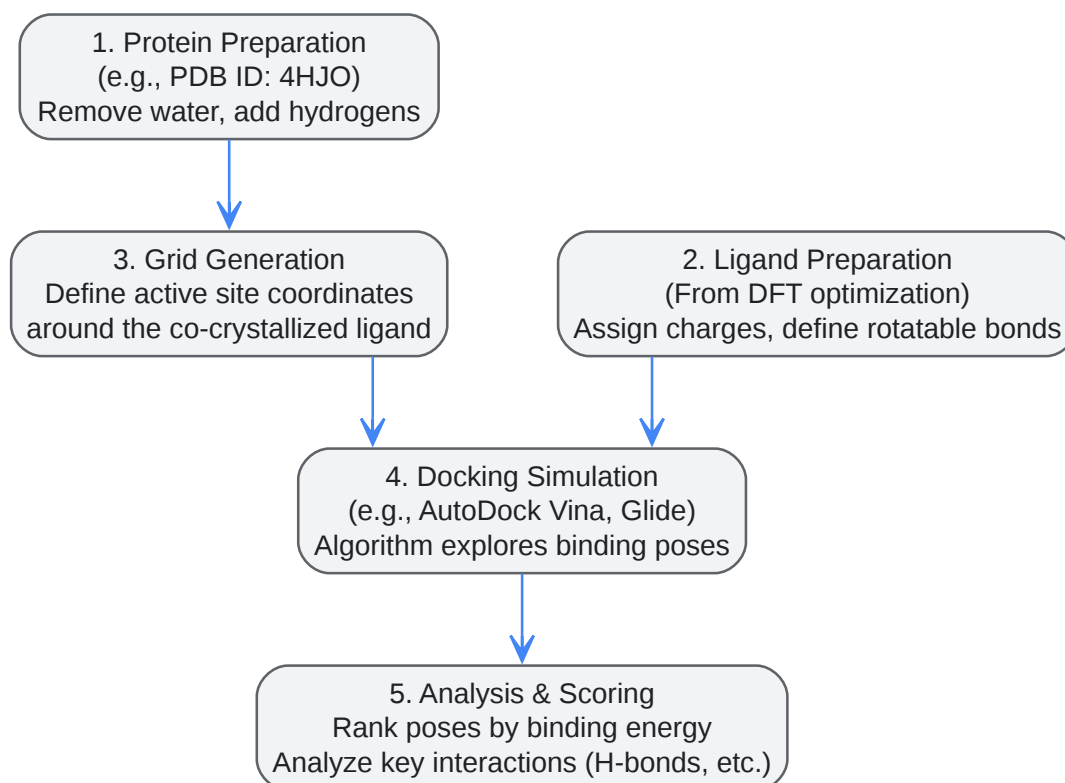 1. Protein Preparation
(e.g., PDB ID: 4HJO)
Remove water, add hydrogens
3. Grid Generation
Define active site coordinates
around the co-crystallized ligand
2. Ligand Preparation
(From DFT optimization)
Assign charges, define rotatable bonds
4. Docking Simulation
(e.g., AutoDock Vina, Glide)
Algorithm explores binding poses
5. Analysis & Scoring
Rank poses by binding energy
Analyze key interactions (H-bonds, etc.)